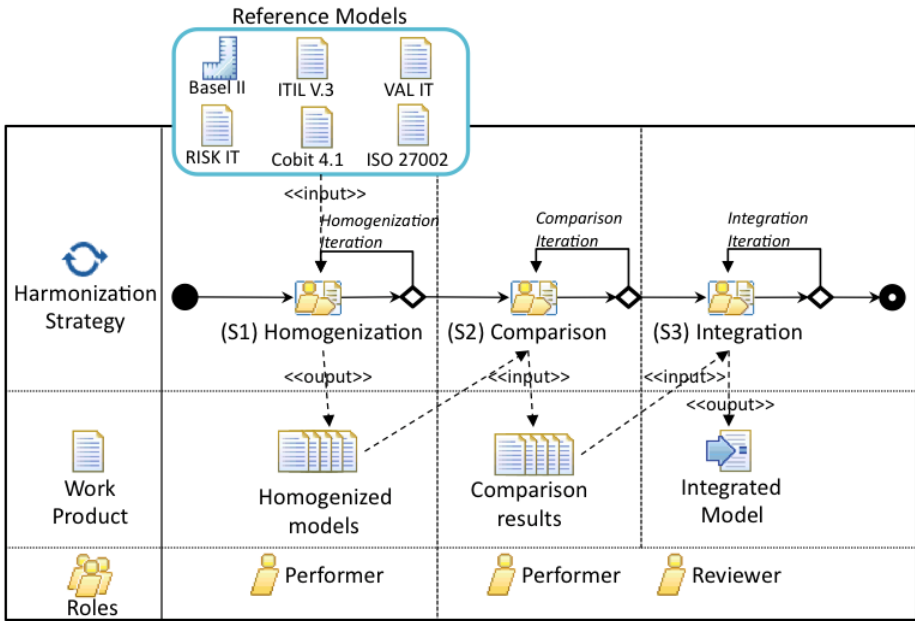 Reference Models
Basel II ITIL V.3 VAL IT
RISK IT Cobit 4.1 ISO 27002
<<input>>
Homogenization
Iteration
Comparison
Iteration
Integration
Iteration
Harmonization
Strategy
(S1) Homogenization (S2) Comparison (S3) Integration
<<ouput>> <<input>> <<input>>
<<ouput>>
Work
Product
Homogenized
models
Comparison
results
Integrated
Model
Roles
Performer Performer Reviewer